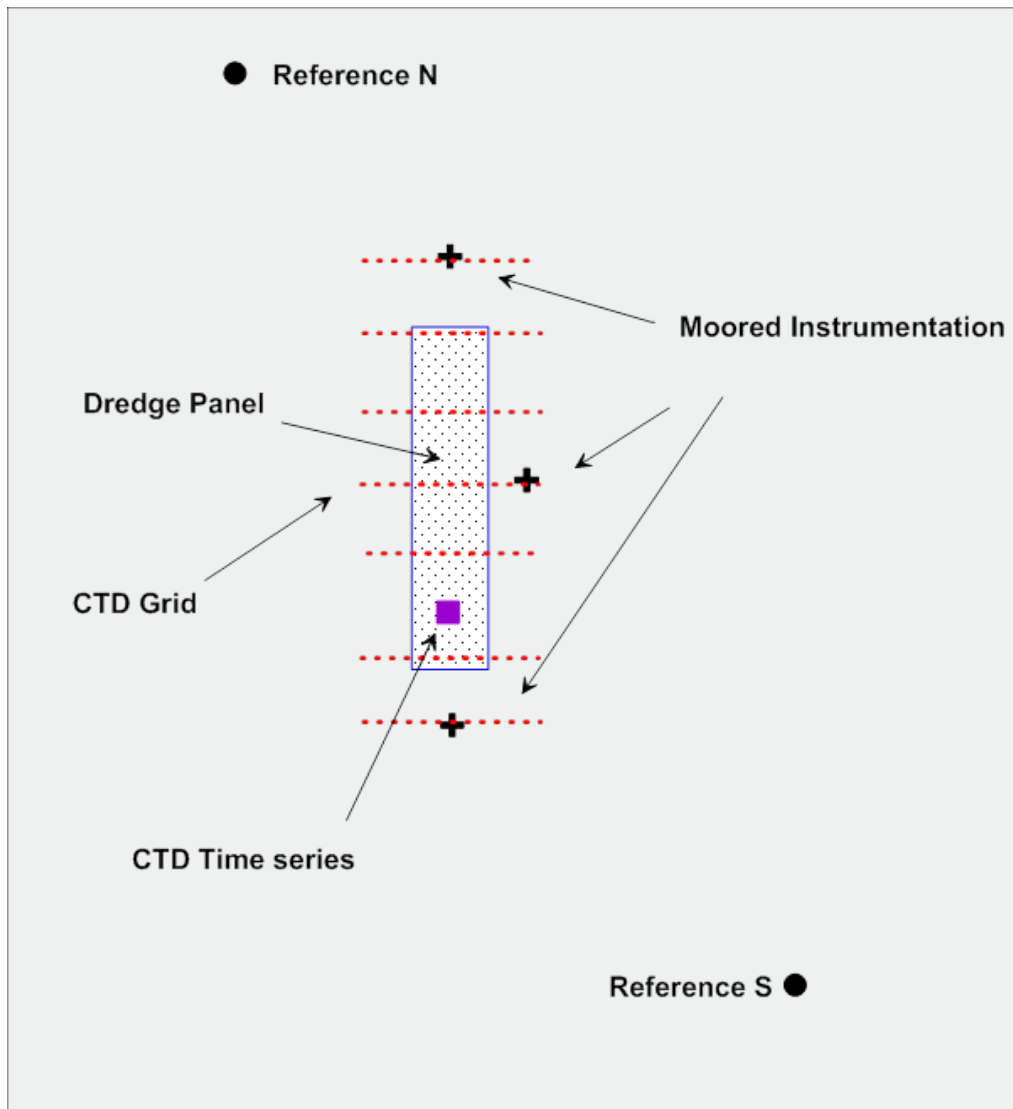 Reference N
Moored Instrumentation
Dredge Panel
CTD Grid
CTD Time series
Reference S